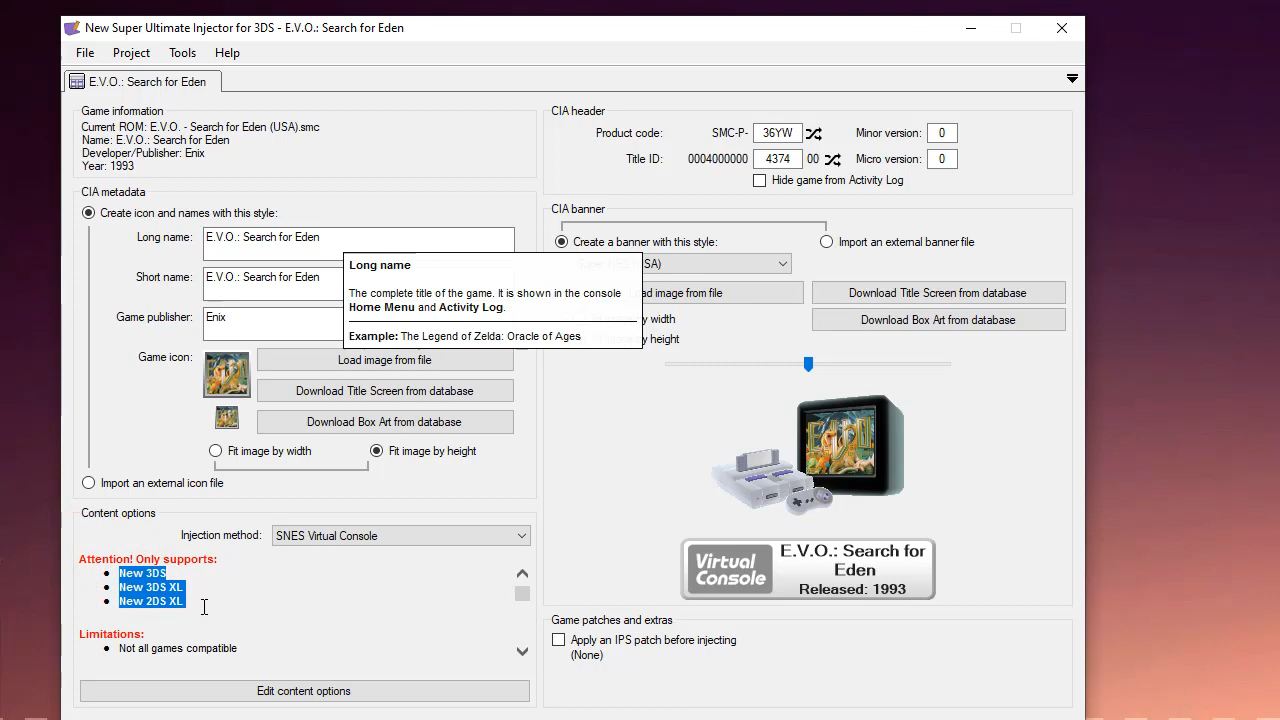 New Super Ultimate Injector for 3DS - E.V.O.: Search for Eden
File Project Tools Help
E.V.O.: Search for Eden
Game information
Current ROM: E.V.O. - Search for Eden (USA).smc
Name: E.V.O.: Search for Eden
Developer/Publisher: Enix
Year: 1993
CIA metadata
Create icon and names with this style:
Long name: E.V.O.: Search for Eden
Short name: E.V.O.: Search for Eden
Game publisher: Enix
Long name
The complete title of the game. It is shown in the console
Home Menu and Activity Log.
Example: The Legend of Zelda: Oracle of Ages
Game icon:
Load image from file
Download Title Screen from database
Download Box Art from database
Fit image by width Fit image by height
Import an external icon file
Content options
Injection method: SNES Virtual Console
Attention! Only supports:
New 3DS
New 3DS XL
New 2DS XL
Limitations:
Not all games compatible
Edit content options
CIA header
Product code: SMC-P- 36YW Minor version: 0
Title ID: 0004000000 4374 00 Micro version: 0
Hide game from Activity Log
CIA banner
Create a banner with this style: Import an external banner file
SA)
ad image from file Download Title Screen from database
by width Download Box Art from database
by height
Virtual
Console
E.V.O.: Search for
Eden
Released: 1993
Game patches and extras
Apply an IPS patch before injecting
(None)